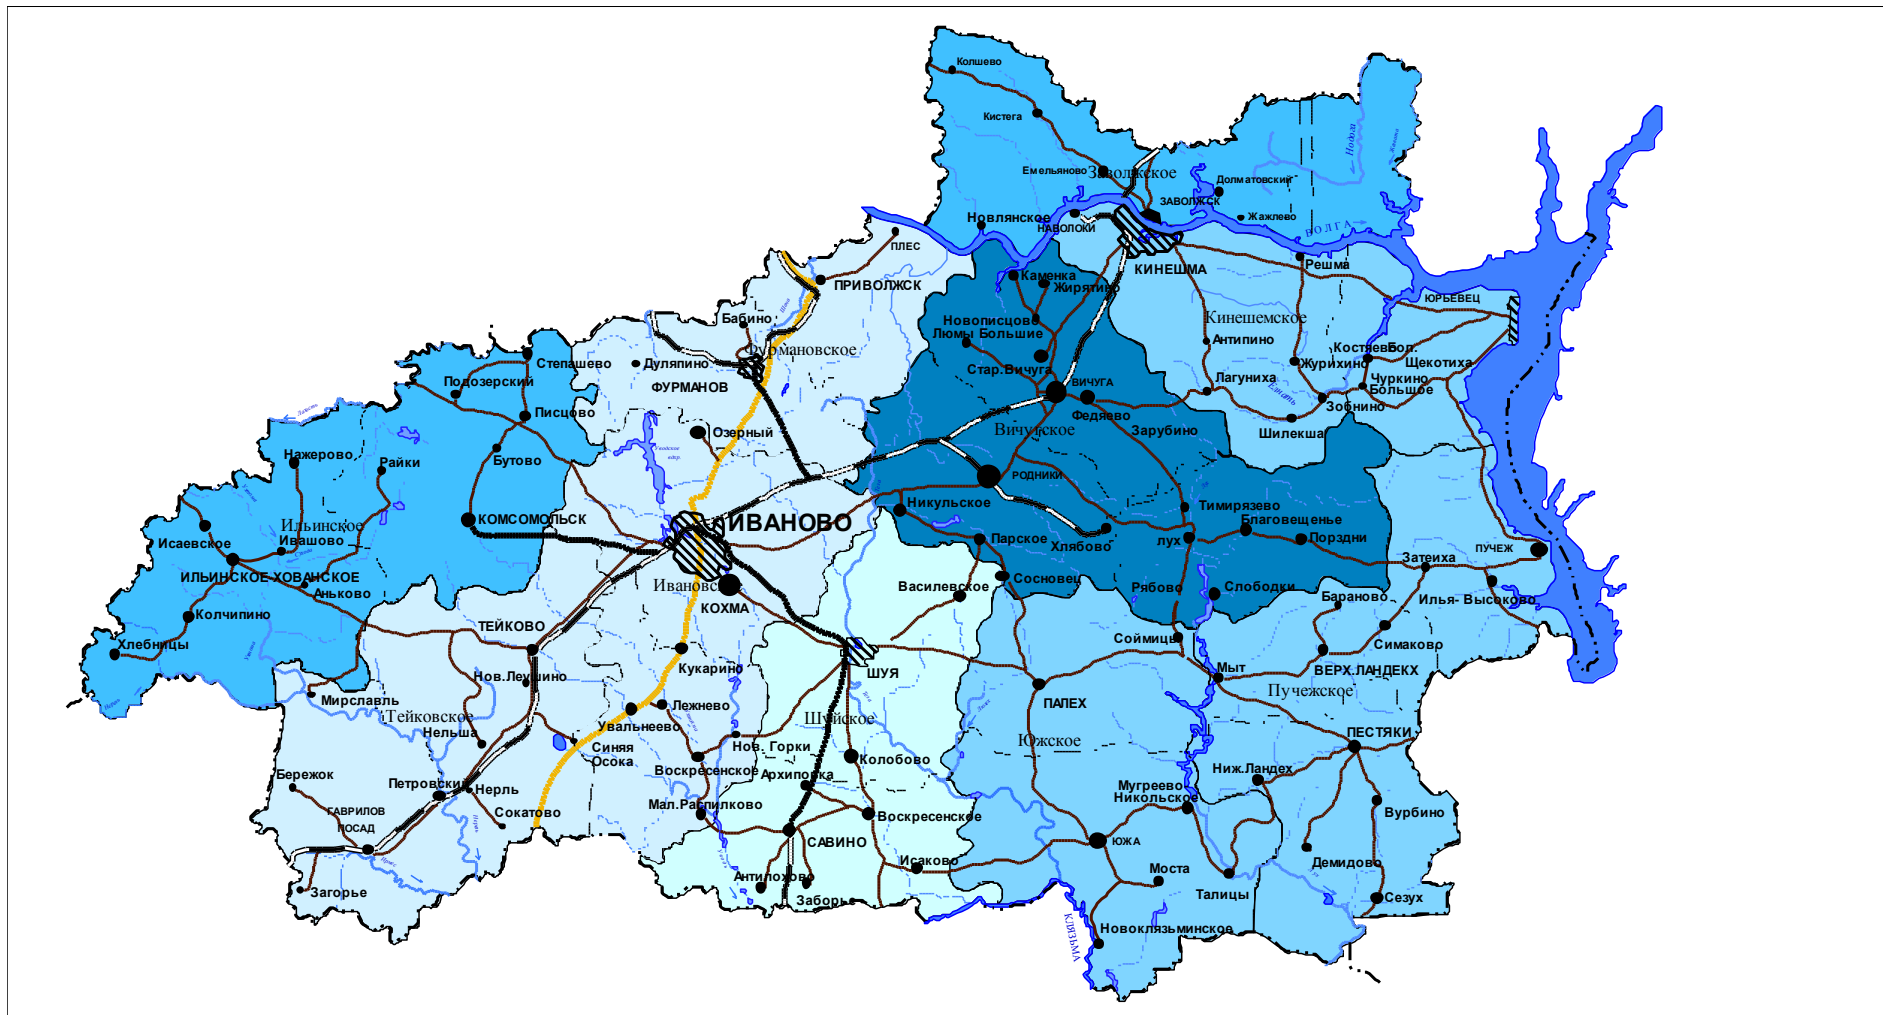 Колшево
Кистега
Емельяново
Заволжское
Долматовский
ЗАВОЛЖСК
Жажлево
Новлянское
НАВОЛОКИ
ВОЛГА
ПЛЕС
КИНЕШМА
Решма
Каменка
Жирятино
ПРИВОЛЖСК
ЮРЬЕВЕЦ
Бабино
Новописцово
Кинешемское
Люмы Большие
Антипино
Костяево
Бол.
Фурмановское
Степашево
Дуляпино
Щекотиха
Журихино
Стар.Вичуга
Подозерский
ФУРМАНОВ
ВИЧУГА
Лагуниха
Чуркино
Большое
Писцово
Федяево
Зобнино
Озерный
Вичугское
Зарубино
Шилекша
Нажерово
Райки
Бутово
РОДНИКИ
Никульское
Тимирязево
КОМСОМОЛЬСК
ИВАНОВО
Благовещенье
Ильинское
Ивашово
Исаевское
Парское
Хлябово
ЛУХ
Порздни
ПУЧЕЖ
Затеиха
ИЛЬИНСКОЕ-ХОВАНСКОЕ
Сосновец
Василевское
Рябово
Слободки
Аньково
КОХМА
Бараново
Илья- Высоково
Колчипино
ТЕЙКОВО
Соймицы
Симаково
Хлебницы
Кукарино
ШУЯ
Мыт
ВЕРХ.ЛАНДЕКХ
Нов.Леушино
Мирславль
Лежнево
ПАЛЕХ
Пучежское
Тейковское
Шуйское
Увальнеево
Нельша
ПЕСТЯКИ
Южское
Синяя
Осока
Нов. Горки
Колобово
Воскресенское
Архиповка
Ниж.Ландех
Бережок
Петровский
Нерль
Мугреево
Никольское
Мал.Распилково
ГАВРИЛОВ
ПОСАД
Сокатово
Воскресенское
Вурбино
САВИНО
ЮЖА
Исаково
Моста
Демидово
Загорье
Антилохово
Заборье
Талицы
Сезух
КЛЯЗЬМА
Новоклязьминское